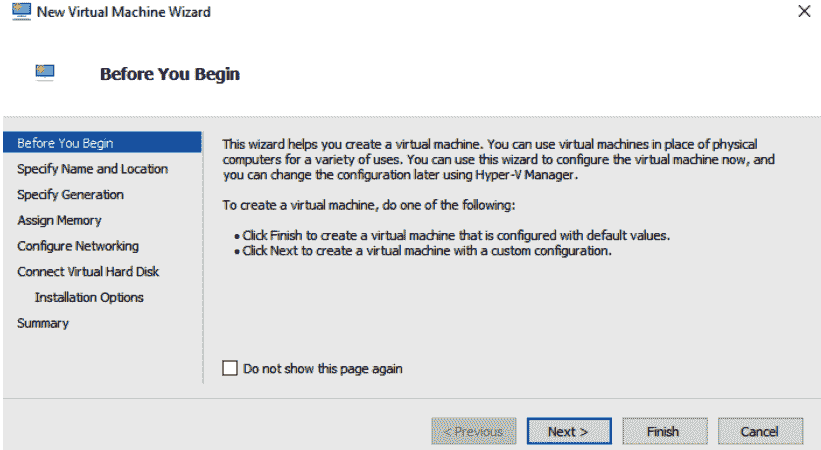 New Virtual Machine Wizard
Before You Begin
Before You Begin
Specify Name and Location
Specify Generation
Assign Memory
Configure Networking
Connect Virtual Hard Disk
Installation Options
Summary
This wizard helps you create a virtual machine. You can use virtual machines in place of physical
computers for a variety of uses. You can use this wizard to configure the virtual machine now, and
you can change the configuration later using Hyper-V Manager.
To create a virtual machine, do one of the following:
• Click Finish to create a virtual machine that is configured with default values.
• Click Next to create a virtual machine with a custom configuration.
Do not show this page again
< Previous
Next >
Finish
Cancel